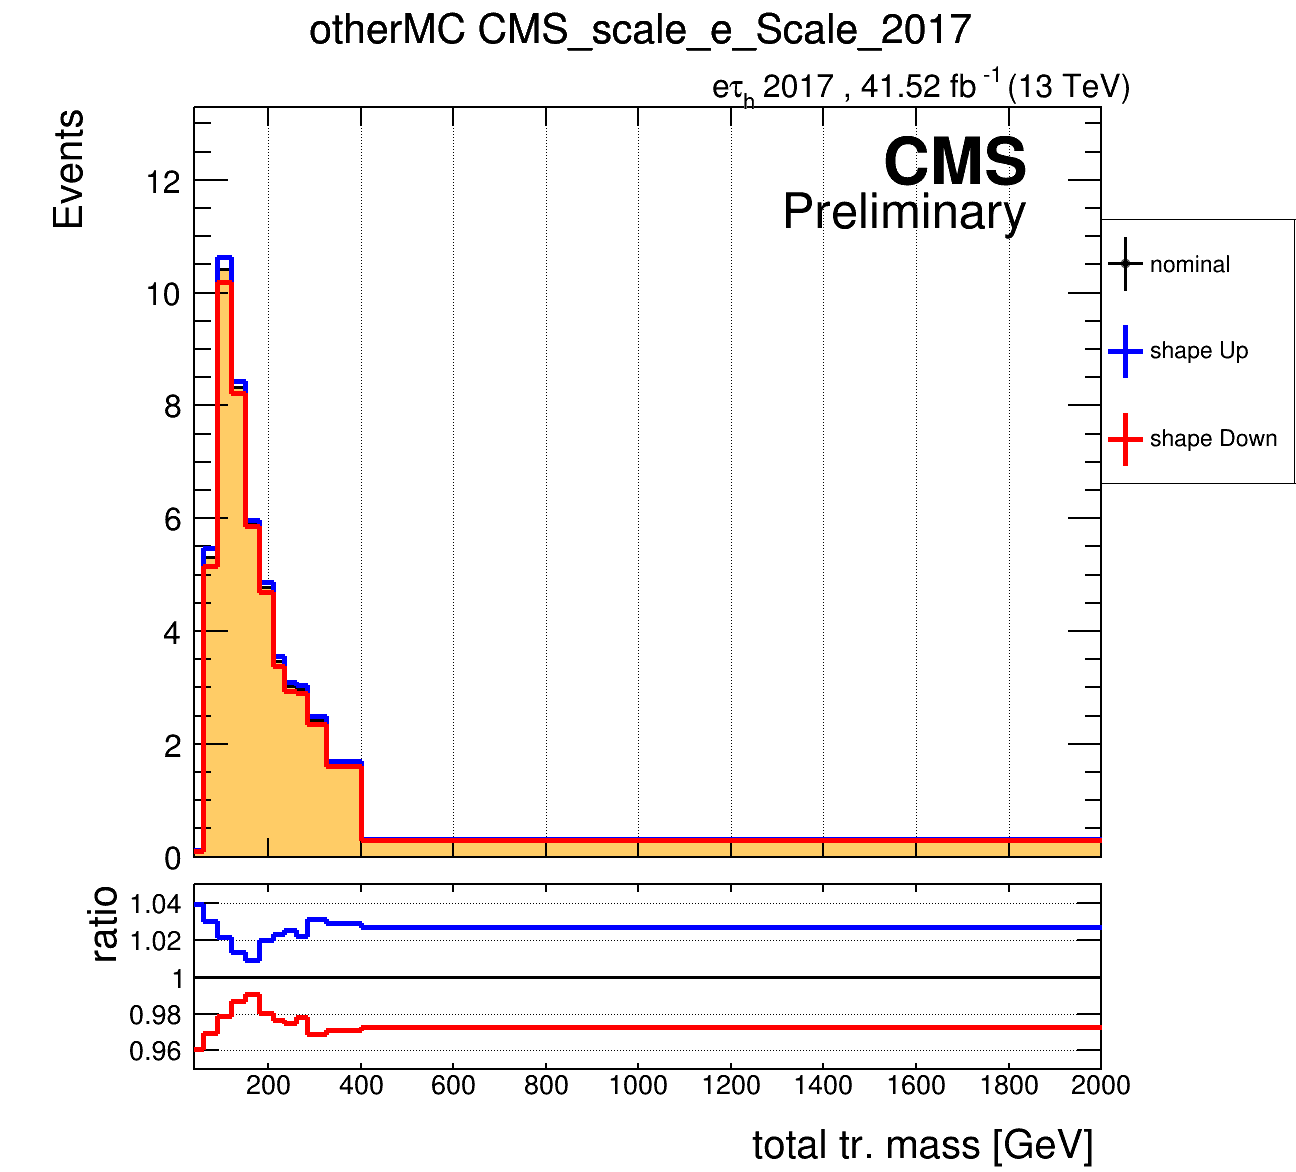 otherMC CMS_scale_e_Scale_2017
eτh 2017 , 41.52 fb -1 (13 TeV)
Events
CMS
Preliminary
12
10
8
6
4
2
0
nominal
shape Up
shape Down
ratio
1.04
1.02
1
0.98
0.96
200 400 600 800 1000 1200 1400 1600 1800 2000
total tr. mass [GeV]